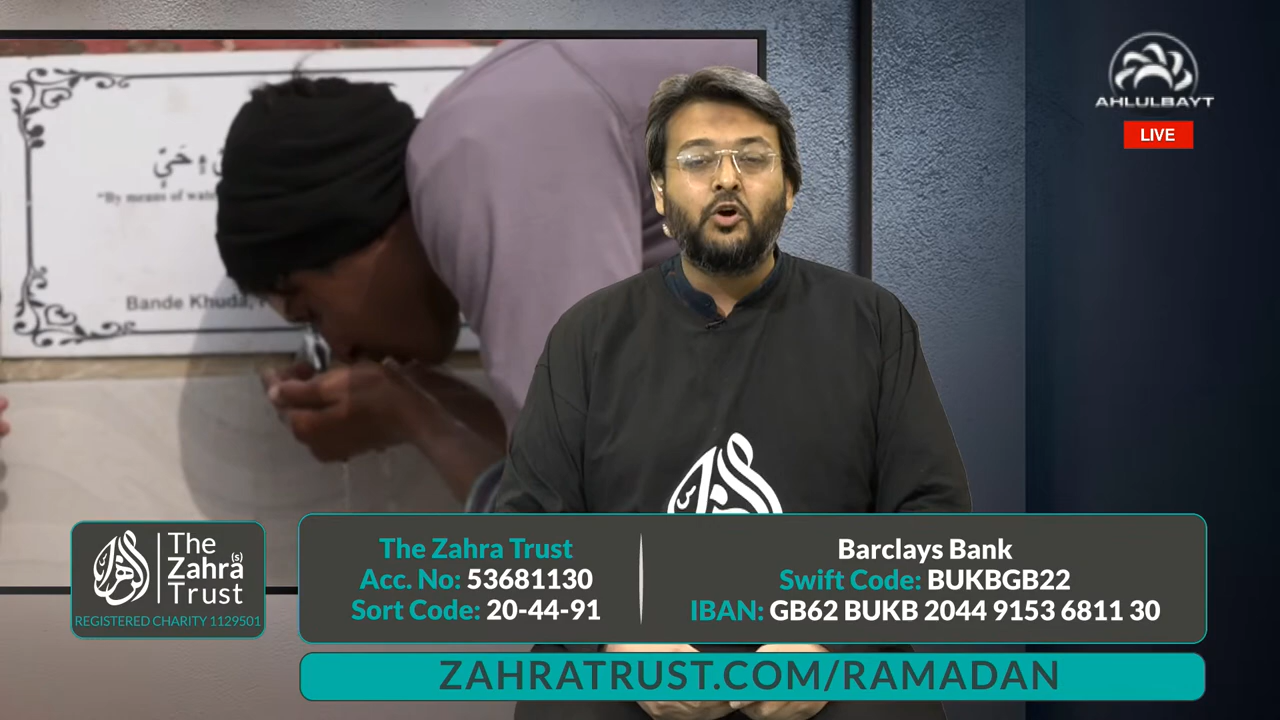 AHLULBAYT
LIVE
"By means of wate
Bande Khuda,
The
Zahra
(s)
Trust
REGISTERED CHARITY 1129501
The Zahra Trust
Acc. No: 53681130
Sort Code: 20-44-91
Barclays Bank
Swift Code: BUKBGB22
IBAN: GB62 BUKB 2044 9153 6811 30
ZAHRATRUST.COM/RAMADAN